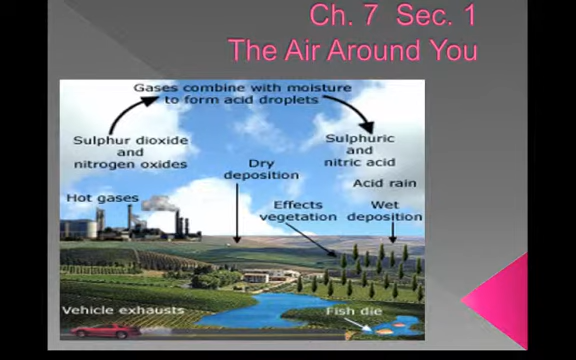 Ch. 7 Sec. 1
The Air Around You
Gases combine with moisture
to form acid droplets
Sulphur dioxide
and
nitrogen oxides
Sulphuric
and
nitric acid
Dry
deposition
Acid rain
Hot gases
Effects
vegetation
Wet
deposition
Vehicle exhausts
Fish die